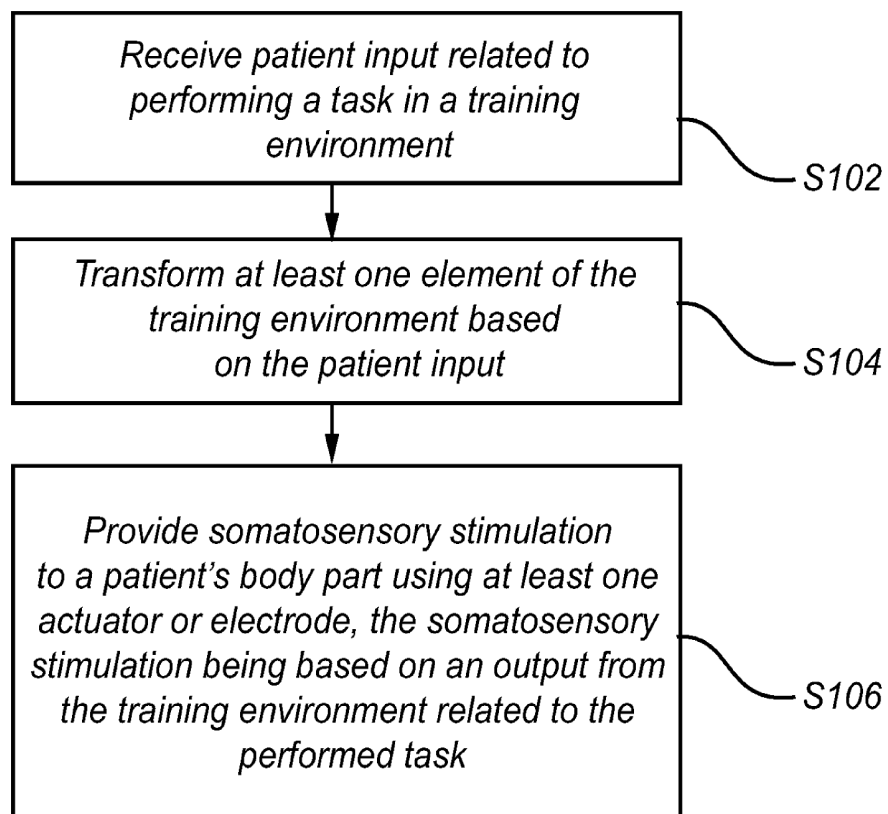 Receive patient input related to
performing a task in a training
environment
S102
Transform at least one element of the
training environment based
on the patient input
S104
Provide somatosensory stimulation
to a patient's body part using at least one
actuator or electrode, the somatosensory
stimulation being based on an output from
the training environment related to the
performed task
S106